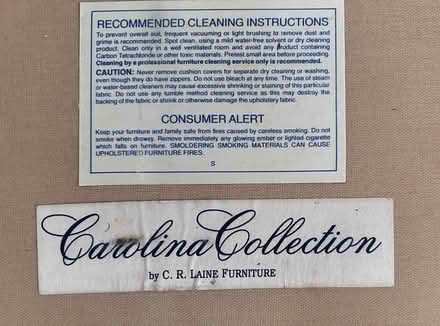 RECOMMENDED CLEANING INSTRUCTIONS
To prevent overall soil, frequent vacuuming or light brushing to remove dust and
grime is recommended. Spot clean, using a mild water-free solvent or dry cleaning
product. Clean only in a well ventilated room and avoid any product containing
Carbon Tetrachloride or other toxic materials. Pretest small area before proceeding.
Cleaning by a professional furniture cleaning service only is recommended.
CAUTION: Never remove cushion covers for separate dry cleaning or washing,
even though they do have zippers. Do not use bleach at any time. The use of steam
or water-based cleaners may cause excessive shrinking or staining of this particular
fabric. Do not use any tumble method cleaning service as this may destroy the
backing of the fabric or shrink or otherwise damage the upholstery fabric.
CONSUMER ALERT
Keep your furniture and family safe from fires caused by careless smoking. Do not
smoke when drowsy. Remove immediately any glowing ember or lighted cigarette
which falls on furniture. SMOLDERING SMOKING MATERIALS CAN CAUSE
UPHOLSTERED FURNITURE FIRES.
S
Carolina Collection
by C. R. LAINE FURNITURE